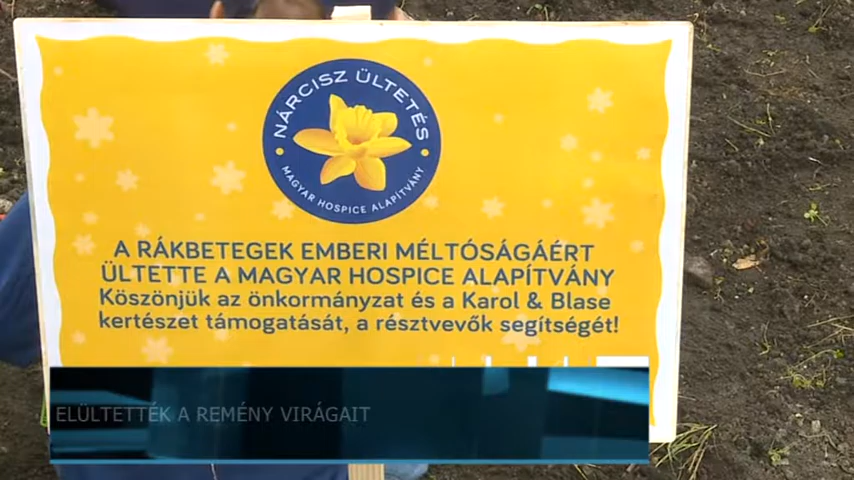 NÁRCISZ ÜLTETÉS
MAGYAR HOSPICE ALAPÍTVÁNY
A RÁKBETEGEK EMBERI MÉLTÓSÁGÁÉRT
ÜLTETTE A MAGYAR HOSPICE ALAPÍTVÁNY
Köszönjük az önkormányzat és a Karol & Blase
kertészet támogatását, a résztvevők segítségét!
ELÜLTETTÉK A REMÉNY VIRÁGAIT